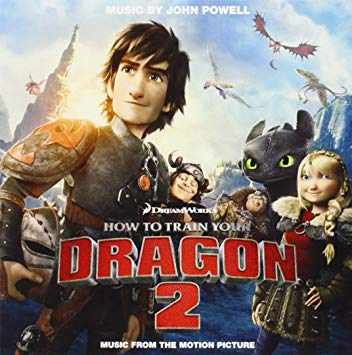 MUSIC BY JOHN POWELL
DREAMWORKS
HOW TO TRAIN YOUR
DRAGON
2
MUSIC FROM THE MOTION PICTURE